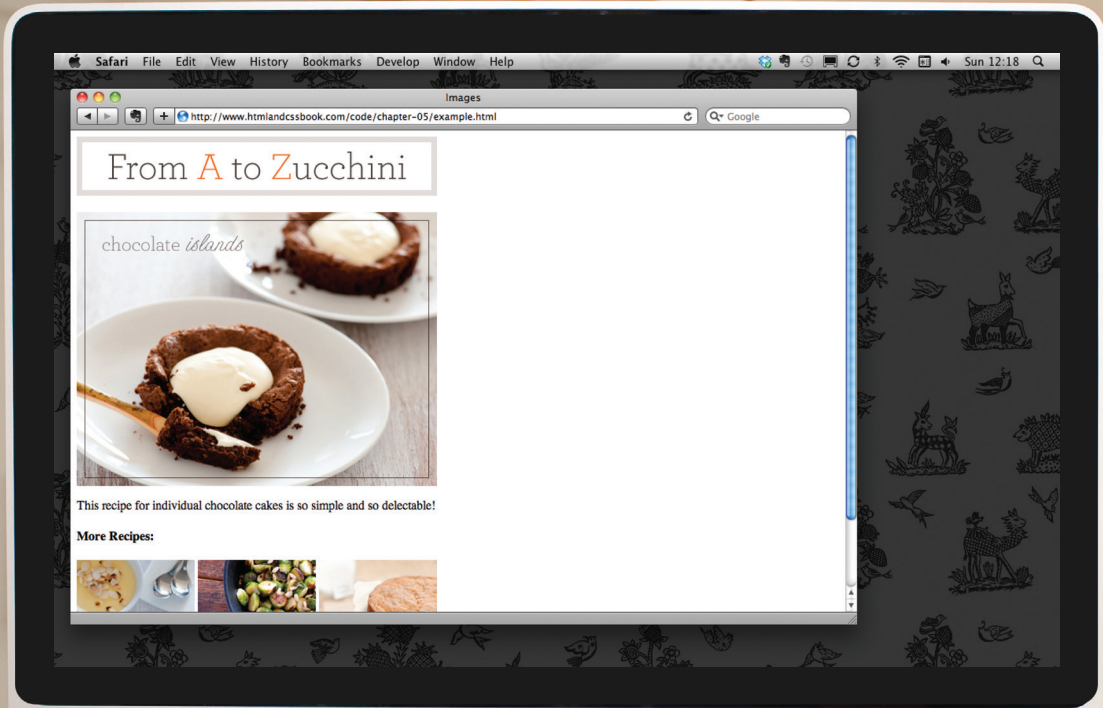 Safari File Edit View History Bookmarks Develop Window Help Sun 12:18
Images
http://www.htmlandcssbook.com/code/chapter-05/example.html Google
From A to Zucchini
chocolate islands
This recipe for individual chocolate cakes is so simple and so delectable!
More Recipes: